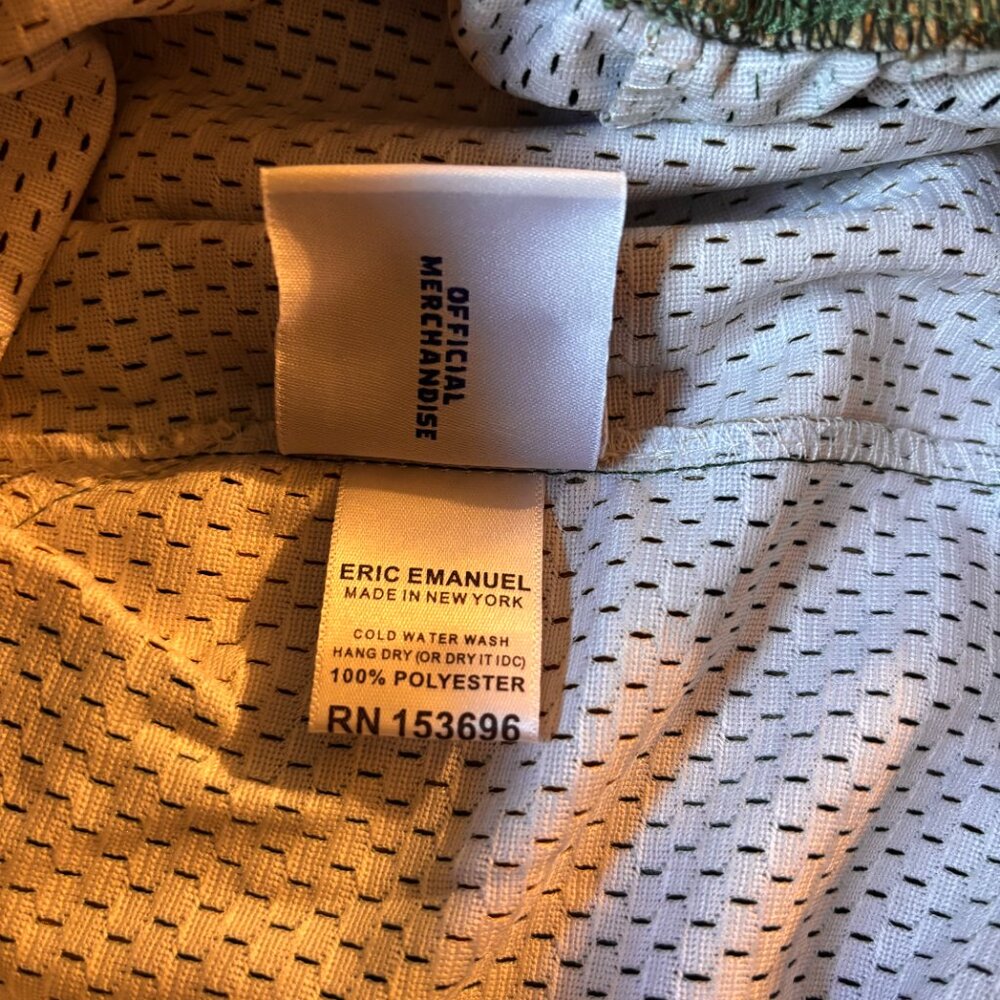 OFFICIAL
MERCHANDISE
ERIC EMANUEL
MADE IN NEW YORK
COLD WATER WASH
HANG DRY (OR DRY IT IDC)
100% POLYESTER
RN 153696